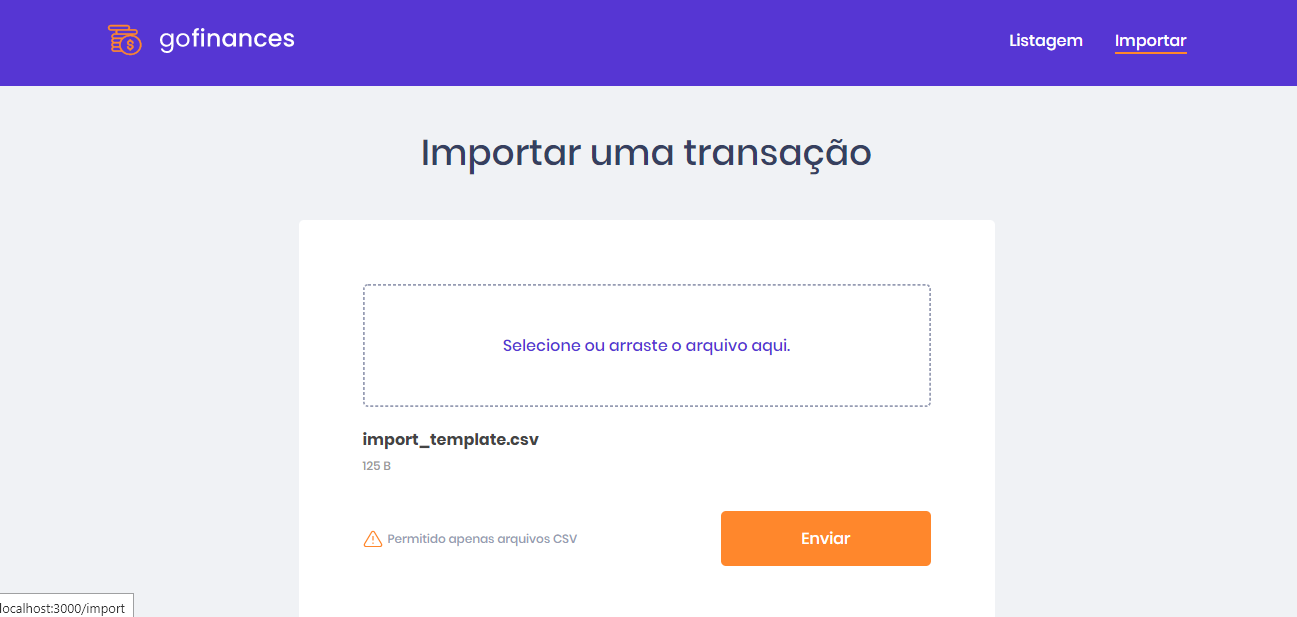 gofinances
Listagem
Importar
Importar uma transação
Selecione ou arraste o arquivo aqui.
import_template.csv
125 B
Permitido apenas arquivos CSV
Enviar
localhost:3000/import